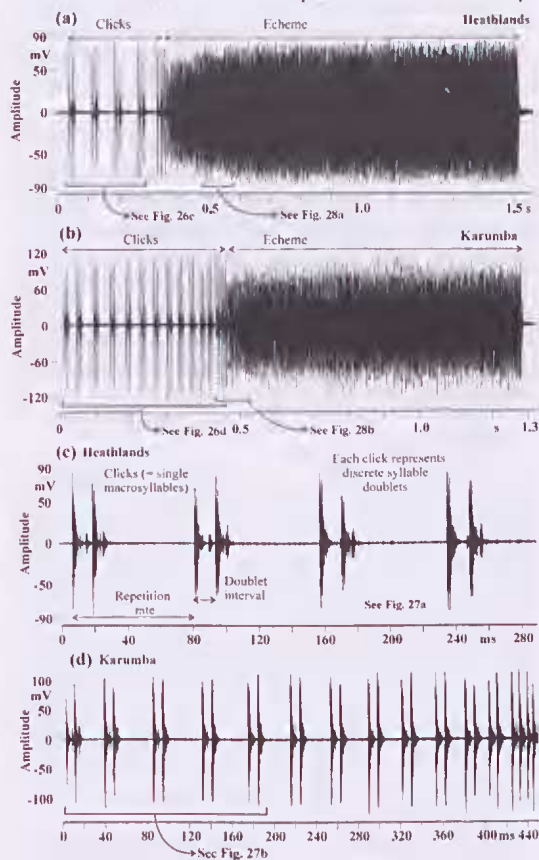 (a) Clicks Echeme Heathlands
90
mV
50
0
-50
-90
Amplitude
0 0.5 1.0 1.5 s
See Fig. 26c See Fig. 28a
(b) Clicks Echeme Karumba
120
mV
60
0
-60
-120
Amplitude
0.5 1.0 s 1.3
See Fig. 26d See Fig. 28b
(c) Heathlands
90
mV
50
0
-50
-90
Amplitude
Clicks (= single
macrosyllables)
Each click represents
discrete syllable
doublets
Repetition
rate
Doublet
interval
See Fig. 27a
0 40 80 120 160 200 240 ms 280
(d) Karumba
100
mV
50
0
-50
-100
Amplitude
0 40 80 120 160 200 240 280 320 360 ms 400 440
See Fig. 27b